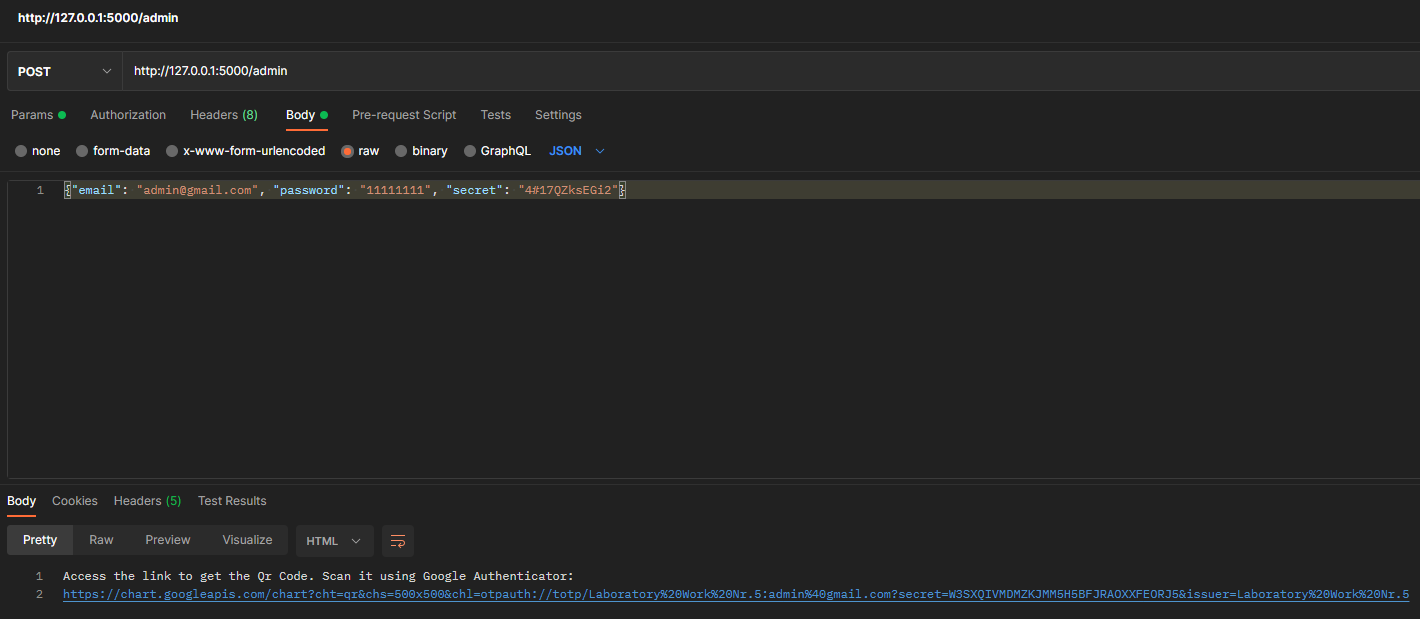 http://127.0.0.1:5000/admin
POST http://127.0.0.1:5000/admin
Params Authorization Headers (8) Body Pre-request Script Tests Settings
none form-data x-www-form-urlencoded raw binary GraphQL JSON
1 {"email": "admin@gmail.com", "password": "11111111", "secret": "4#17QZksEGi2"}
Body Cookies Headers (5) Test Results
Pretty Raw Preview Visualize HTML
1 Access the link to get the Qr Code. Scan it using Google Authenticator:
2 https://chart.googleapis.com/chart?cht=qr&chs=500x500&chl=otpauth://totp/Laboratory%20Work%20Nr.5:admin%40gmail.com?secret=W3SXQIVMDMZKJMM5H5BFJRAOXXFEORJ5&issuer=Laboratory%20Work%20Nr.5